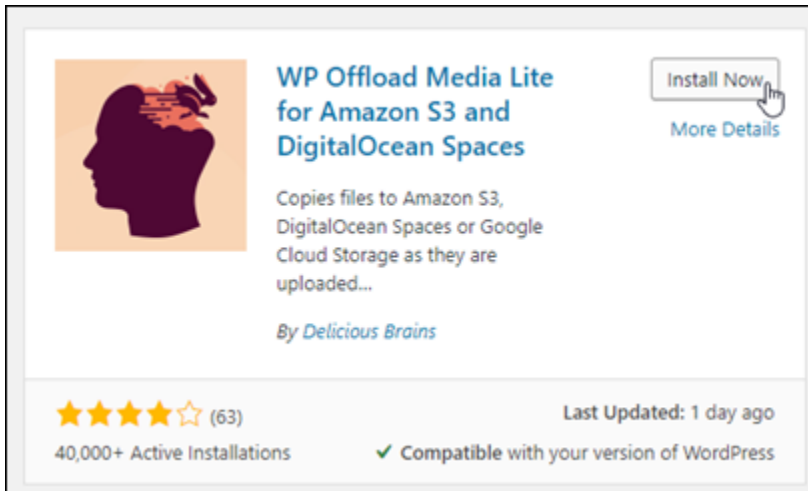 WP Offload Media Lite
for Amazon S3 and
DigitalOcean Spaces
Install Now
More Details
Copies files to Amazon S3,
DigitalOcean Spaces or Google
Cloud Storage as they are
uploaded...
By Delicious Brains
(63)
Last Updated: 1 day ago
40,000+ Active Installations
Compatible with your version of WordPress